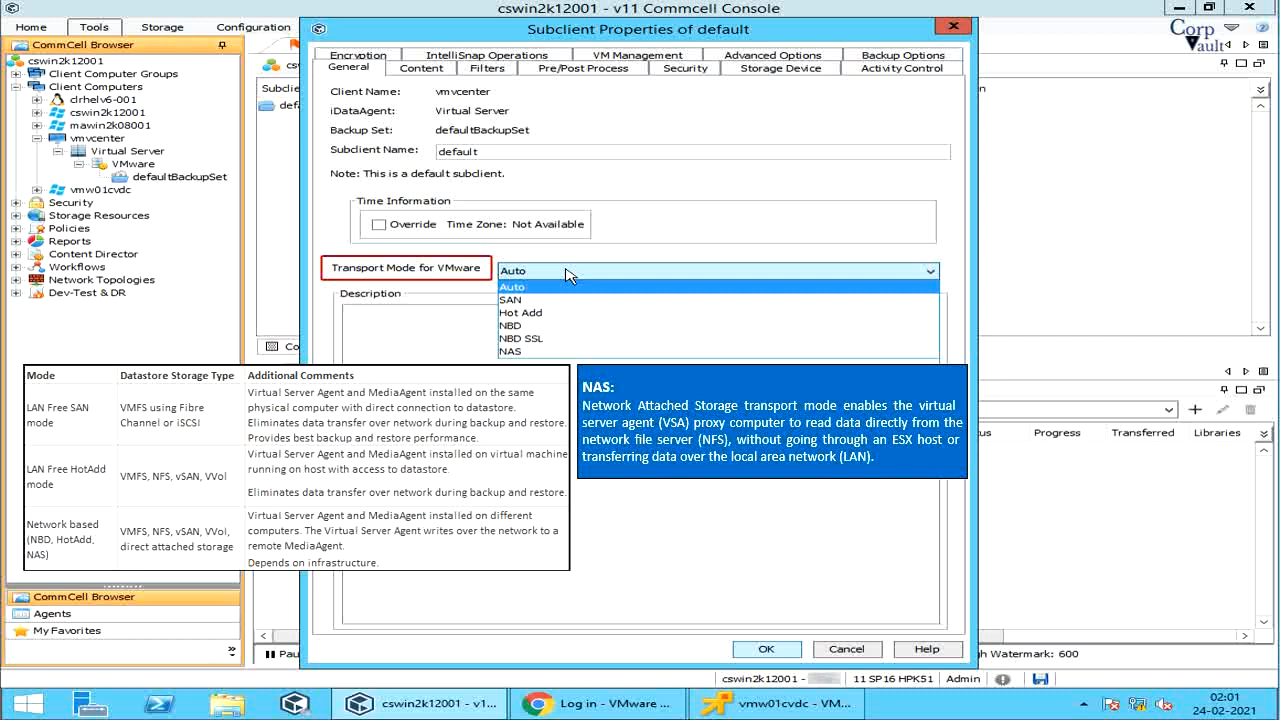 cswin2k12001 - v11 Commcell Console
Home Tools Storage Configuration
Corp
Vault
CommCell Browser
cswin2k12001
Client Computer Groups
Client Computers
clrhelv6-001
cswin2k12001
mawin2k08001
vmvcenter
Virtual Server
VMware
defaultBackupSet
vmw01cvdc
Security
Storage Resources
Policies
Reports
Content Director
Workflows
Network Topologies
Dev-Test & DR
Subclient Properties of default
Encryption IntelliSnap Operations VM Management Advanced Options Backup Options
General Content Filters Pre/Post Process Security Storage Device Activity Control
Client Name: vmvcenter
iDataAgent: Virtual Server
Backup Set: defaultBackupSet
Subclient Name: default
Note: This is a default subclient.
Time Information
Override Time Zone: Not Available
Transport Mode for VMware Auto
Auto
SAN
Hot Add
NBD
NBD SSL
NAS
Description
Mode Datastore Storage Type Additional Comments
LAN Free SAN
mode
VMFS using Fibre
Channel or iSCSI
Virtual Server Agent and MediaAgent installed on the same
physical computer with direct connection to datastore.
Eliminates data transfer over network during backup and restore.
Provides best backup and restore performance.
LAN Free HotAdd
mode
VMFS, NFS, vSAN, VVol
Virtual Server Agent and MediaAgent installed on virtual machine
running on host with access to datastore.
Eliminates data transfer over network during backup and restore.
Network based
(NBD, HotAdd,
NAS)
VMFS, NFS, vSAN, VVol,
direct attached storage
Virtual Server Agent and MediaAgent installed on different
computers. The Virtual Server Agent writes over the network to a
remote MediaAgent.
Depends on infrastructure.
NAS:
Network Attached Storage transport mode enables the virtual
server agent (VSA) proxy computer to read data directly from the
network file server (NFS), without going through an ESX host or
transferring data over the local area network (LAN).
Progress Transferred Libraries
CommCell Browser
Agents
My Favorites
OK Cancel Help
Watermark: 600
cswin2k12001 - 11 SP16 HPK51 Admin
cswin2k12001 - v1... Log in - VMware ... vmw01cvdc - VM...
02:01
24-02-2021